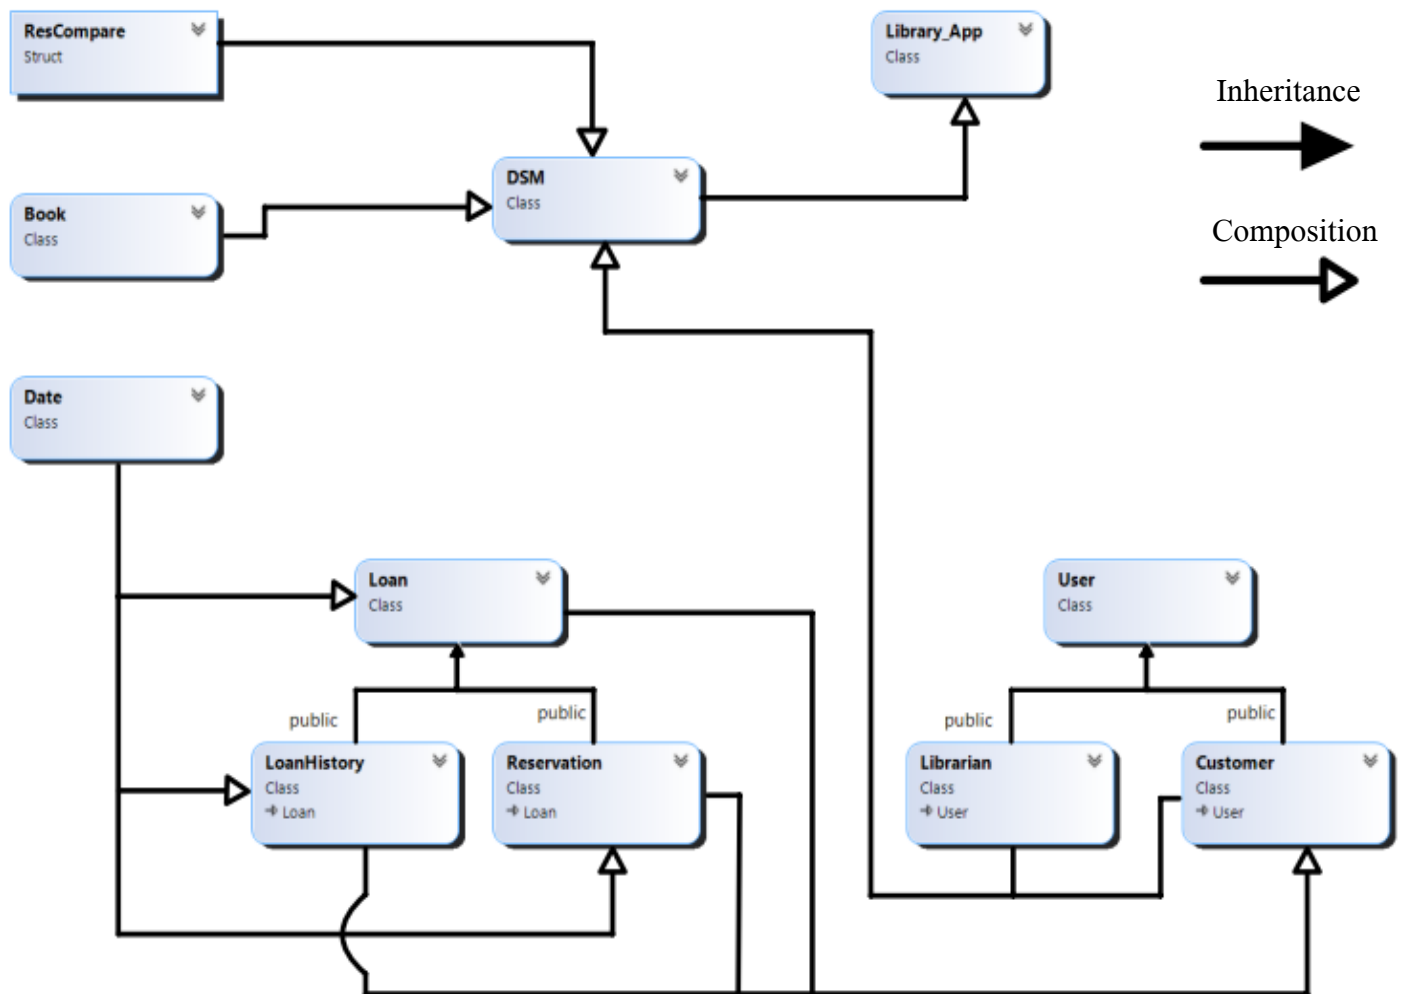 ResCompare
Struct
Library_App
Class
Inheritance
DSM
Class
Book
Class
Composition
Date
Class
Loan
Class
User
Class
public
public
public
public
LoanHistory
Class
Loan
Reservation
Class
Loan
Librarian
Class
User
Customer
Class
User